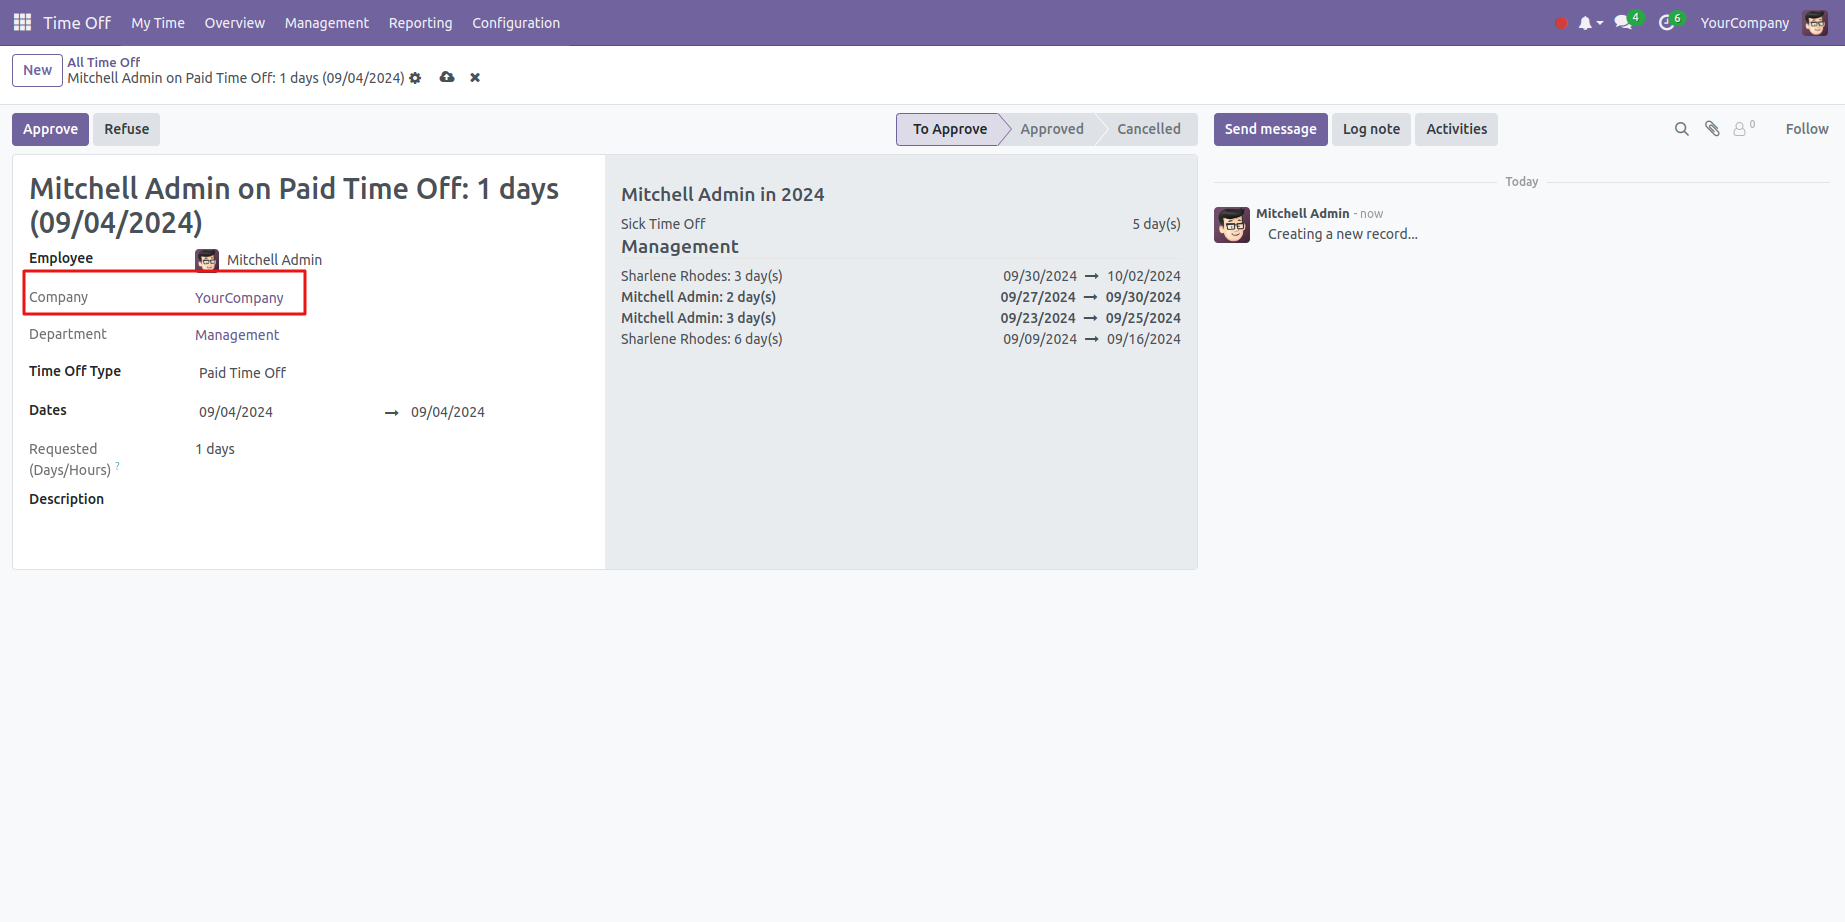 Time Off My Time Overview Management Reporting Configuration 4 6 YourCompany
New All Time Off
Mitchell Admin on Paid Time Off: 1 days (09/04/2024)
Approve Refuse To Approve Approved Cancelled Send message Log note Activities 0 Follow
Mitchell Admin on Paid Time Off: 1 days
(09/04/2024)
Employee Mitchell Admin
Company YourCompany
Department Management
Time Off Type Paid Time Off
Dates 09/04/2024 → 09/04/2024
Requested
(Days/Hours) ? 1 days
Description
Mitchell Admin in 2024
Sick Time Off 5 day(s)
Management
Sharlene Rhodes: 3 day(s) 09/30/2024 → 10/02/2024
Mitchell Admin: 2 day(s) 09/27/2024 → 09/30/2024
Mitchell Admin: 3 day(s) 09/23/2024 → 09/25/2024
Sharlene Rhodes: 6 day(s) 09/09/2024 → 09/16/2024
Today
Mitchell Admin - now
Creating a new record...